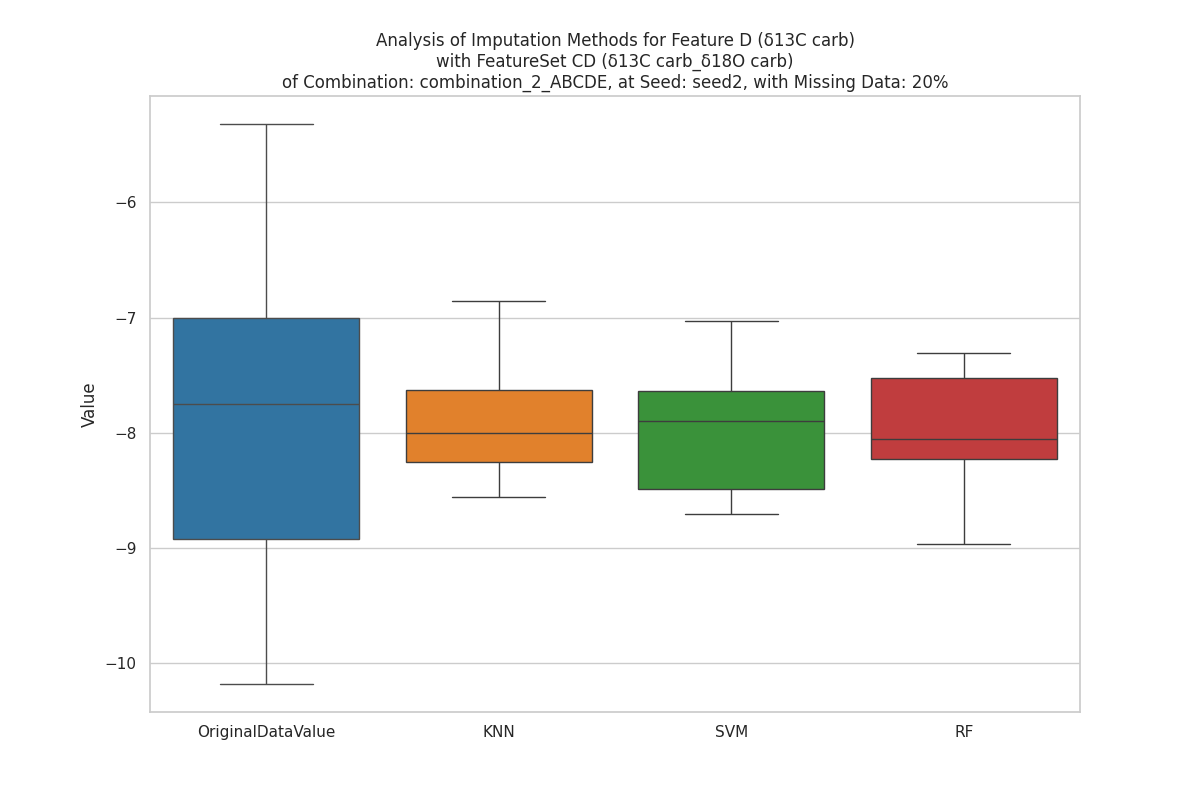 Analysis of Imputation Methods for Feature D (δ13C carb)
with FeatureSet CD (δ13C carb_δ18O carb)
of Combination: combination_2_ABCDE, at Seed: seed2, with Missing Data: 20%
Value
−6
−7
−8
−9
−10
OriginalDataValue
KNN
SVM
RF